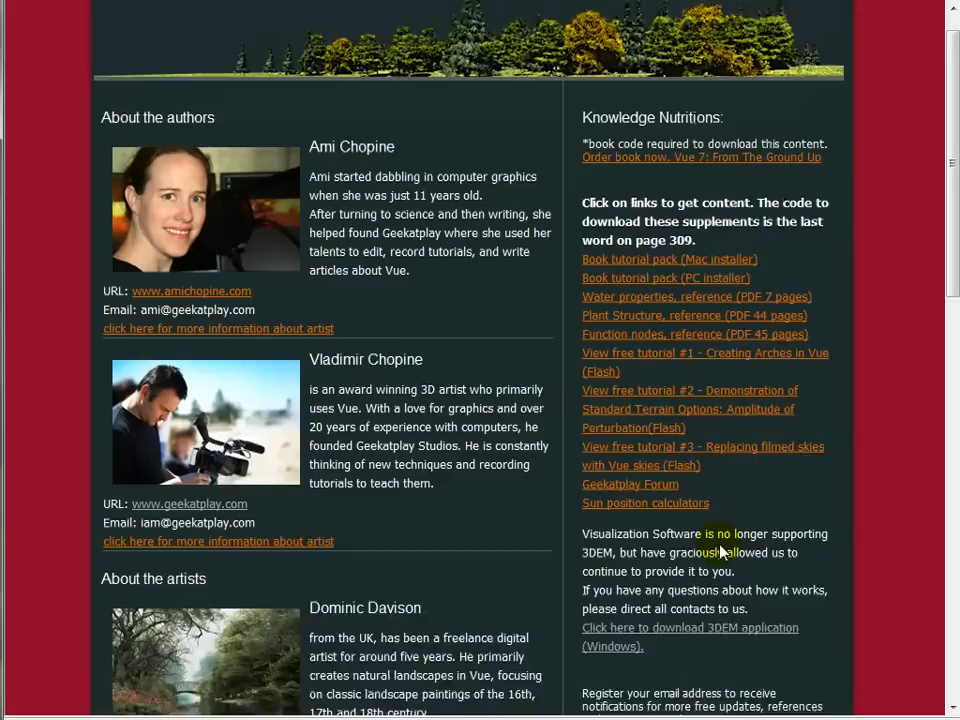 About the authors
Ami Chopine
Ami started dabbling in computer graphics
when she was just 11 years old.
After turning to science and then writing, she
helped found Geekatplay where she used her
talents to edit, record tutorials, and write
articles about Vue.
URL: www.amichopine.com
Email: ami@geekatplay.com
click here for more information about artist
Vladimir Chopine
is an award winning 3D artist who primarily
uses Vue. With a love for graphics and over
20 years of experience with computers, he
founded Geekatplay Studios. He is constantly
thinking of new techniques and recording
tutorials to teach them.
URL: www.geekatplay.com
Email: iam@geekatplay.com
click here for more information about artist
About the artists
Dominic Davison
from the UK, has been a freelance digital
artist for around five years. He primarily
creates natural landscapes in Vue, focusing
on classic landscape paintings of the 16th,
17th and 18th century.
Knowledge Nutritions:
*book code required to download this content.
Order book now. Vue 7: From The Ground Up
Click on links to get content. The code to
download these supplements is the last
word on page 309.
Book tutorial pack (Mac installer)
Book tutorial pack (PC installer)
Water properties, reference (PDF 7 pages)
Plant Structure, reference (PDF 44 pages)
Function nodes, reference (PDF 45 pages)
View free tutorial #1 - Creating Arches in Vue
(Flash)
View free tutorial #2 - Demonstration of
Standard Terrain Options: Amplitude of
Perturbation(Flash)
View free tutorial #3 - Replacing filmed skies
with Vue skies (Flash)
Geekatplay Forum
Sun position calculators
Visualization Software is no longer supporting
3DEM, but have graciously allowed us to
continue to provide it to you.
If you have any questions about how it works,
please direct all contacts to us.
Click here to download 3DEM application
(Windows).
Register your email address to receive
notifications for more free updates, references